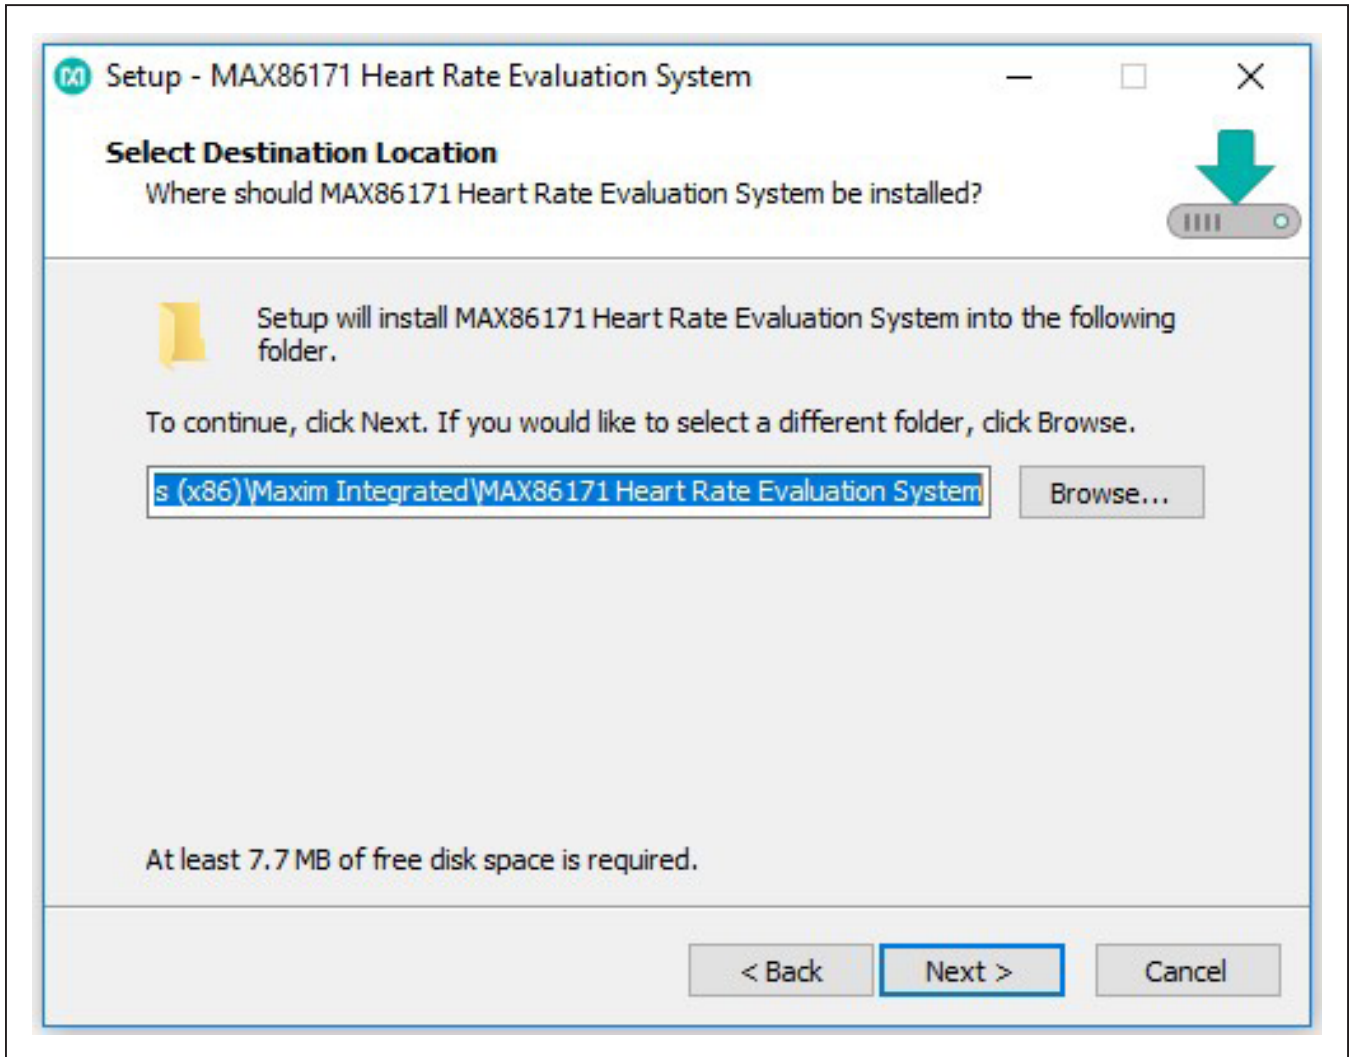 Setup - MAX86171 Heart Rate Evaluation System
Select Destination Location
Where should MAX86171 Heart Rate Evaluation System be installed?
Setup will install MAX86171 Heart Rate Evaluation System into the following
folder.
To continue, click Next. If you would like to select a different folder, click Browse.
s (x86)\Maxim Integrated\MAX86171 Heart Rate Evaluation System
Browse...
At least 7.7 MB of free disk space is required.
< Back
Next >
Cancel